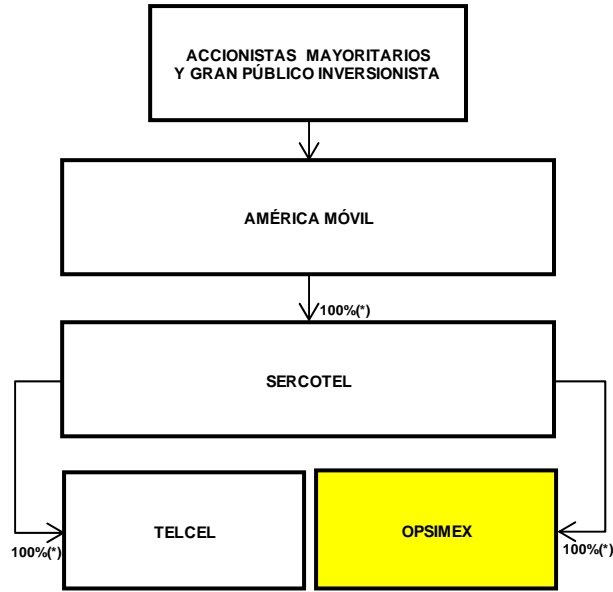 ACCIONISTAS MAYORITARIOS
Y GRAN PÚBLICO INVERSIONISTA
AMÉRICA MÓVIL
100%(*)
SERCOTEL
TELCEL
OPSIMEX
100%(*)
100%(*)